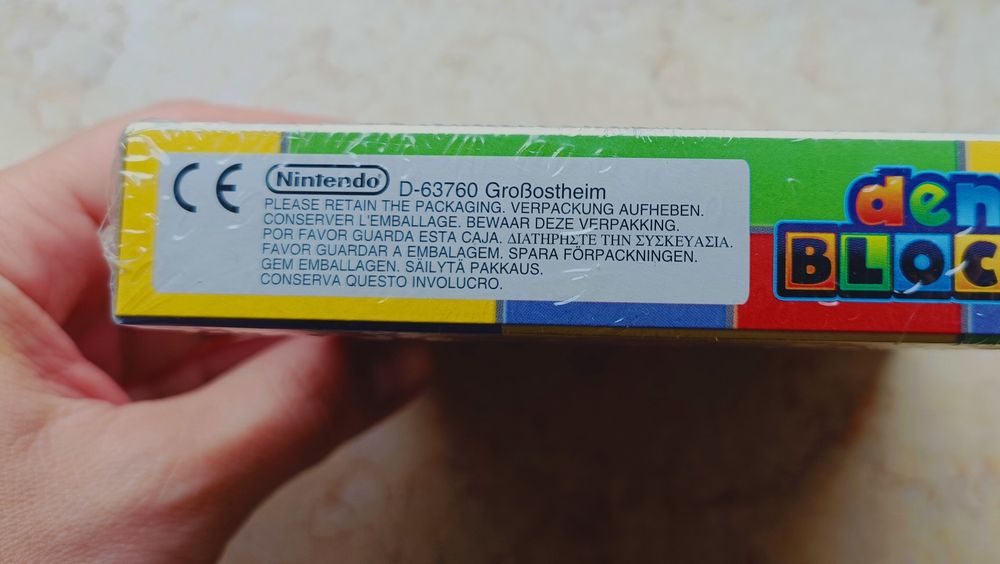 CE
Nintendo D-63760 Großostheim
PLEASE RETAIN THE PACKAGING. VERPACKUNG AUFHEBEN.
CONSERVER L'EMBALLAGE. BEWAAR DEZE VERPAKKING.
POR FAVOR GUARDA ESTA CAJA. ΔΙΑΤΗΡΗΣΤΕ ΤΗΝ ΣΥΣΚΕΥΑΣΙΑ.
FAVOR GUARDAR A EMBALAGEM. SPARA FÖRPACKNINGEN.
GEM EMBALLAGEN. SÄILYTÄ PAKKAUS.
CONSERVA QUESTO INVOLUCRO.
den
BLOC